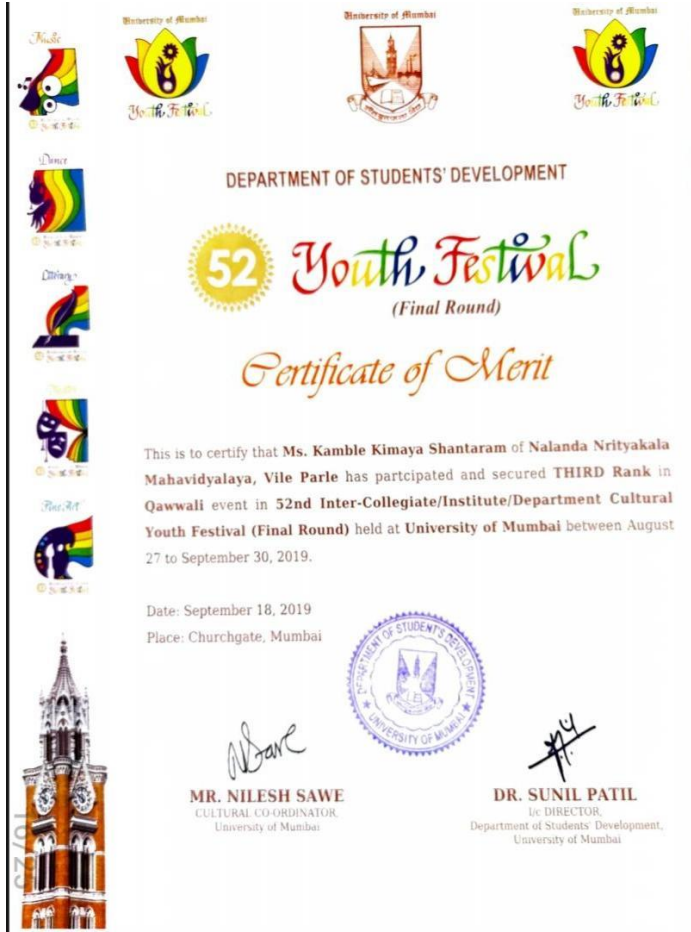 University of Mumbai
Youth Festival
University of Mumbai
University of Mumbai
Youth Festival
Music
Dance
Literary
Fine Art
DEPARTMENT OF STUDENTS' DEVELOPMENT
52 Youth Festival
(Final Round)
Certificate of Merit
This is to certify that Ms. Kamble Kimaya Shantaram of Nalanda Nrityakala
Mahavidyalaya, Vile Parle has partcipated and secured THIRD Rank in
Qawwali event in 52nd Inter-Collegiate/Institute/Department Cultural
Youth Festival (Final Round) held at University of Mumbai between August
27 to September 30, 2019.
Date: September 18, 2019
Place: Churchgate, Mumbai
DEPARTMENT OF STUDENT'S DEVELOPMENT
UNIVERSITY OF MUMBAI
MR. NILESH SAWE
CULTURAL CO-ORDINATOR,
University of Mumbai
DR. SUNIL PATIL
I/c DIRECTOR,
Department of Students' Development,
University of Mumbai
16/25